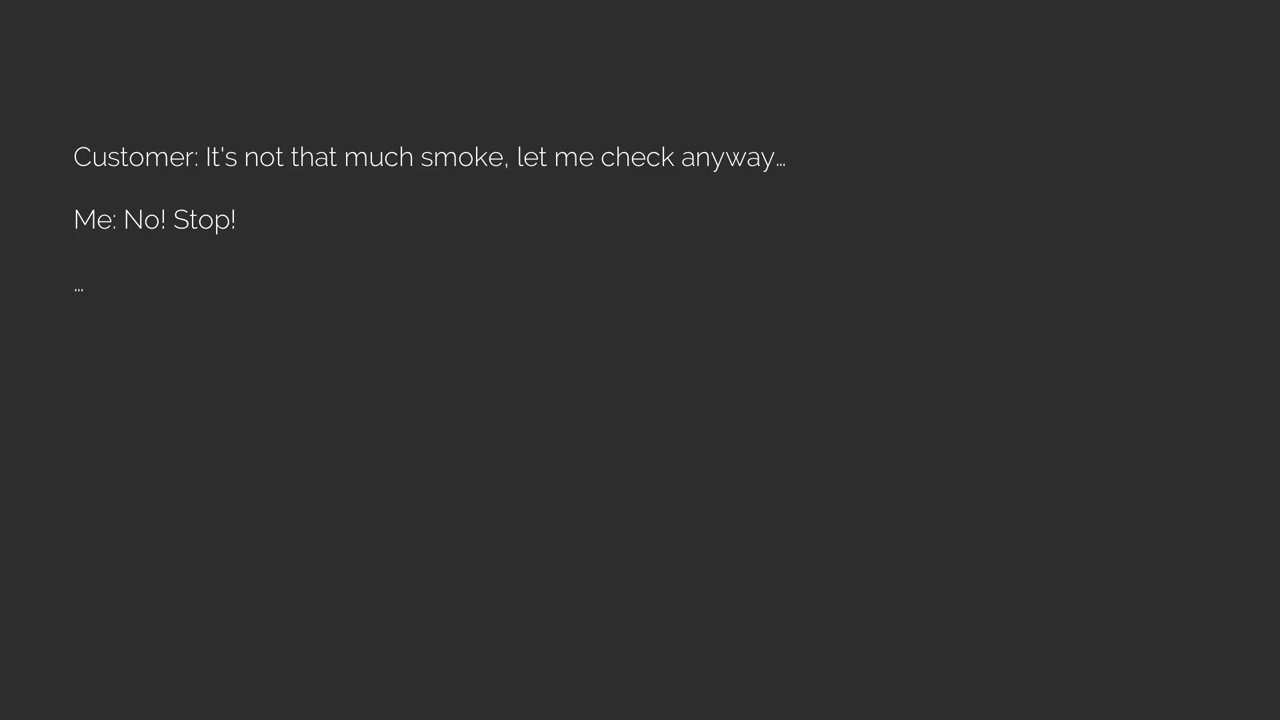 Customer: It's not that much smoke, let me check anyway…
Me: No! Stop!
…